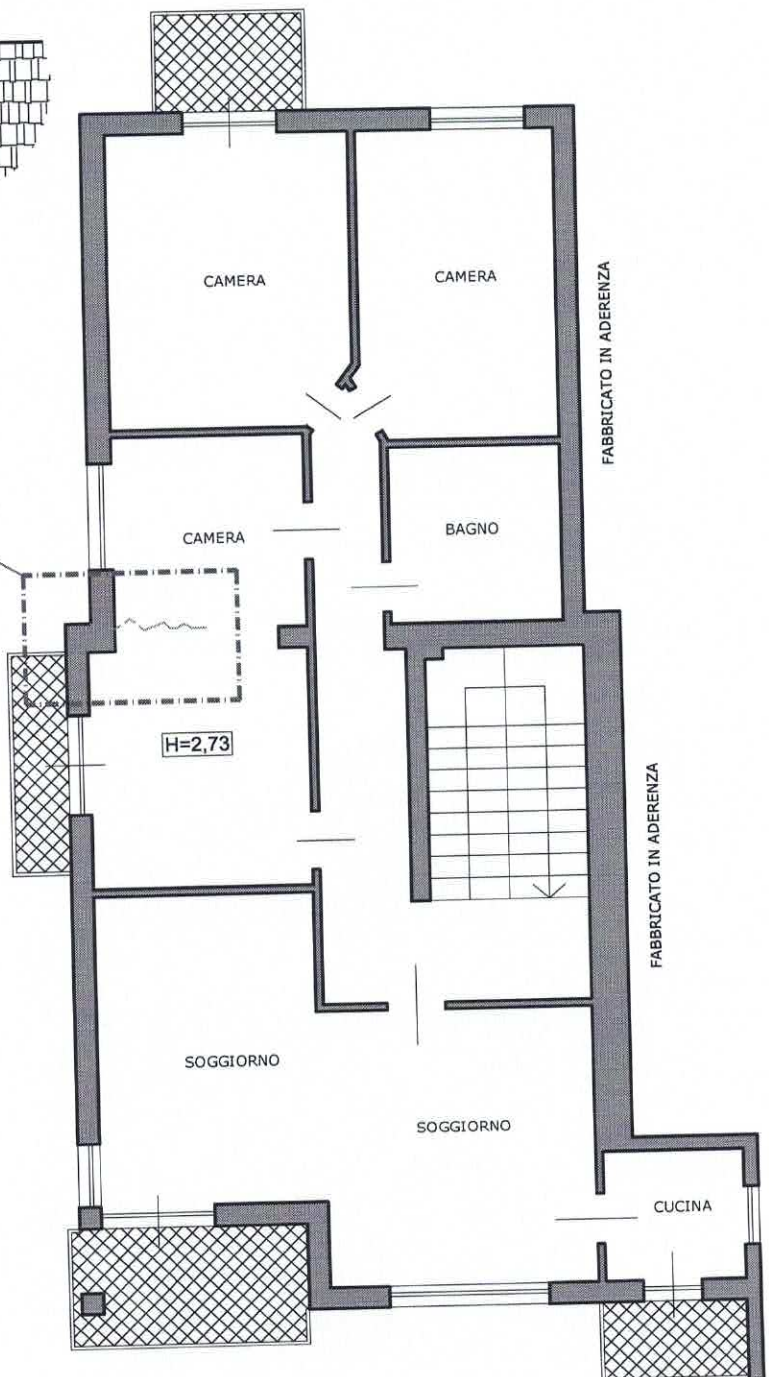 CAMERA
CAMERA
FABBRICATO IN ADERENZA
CAMERA
BAGNO
H=2,73
FABBRICATO IN ADERENZA
SOGGIORNO
SOGGIORNO
CUCINA